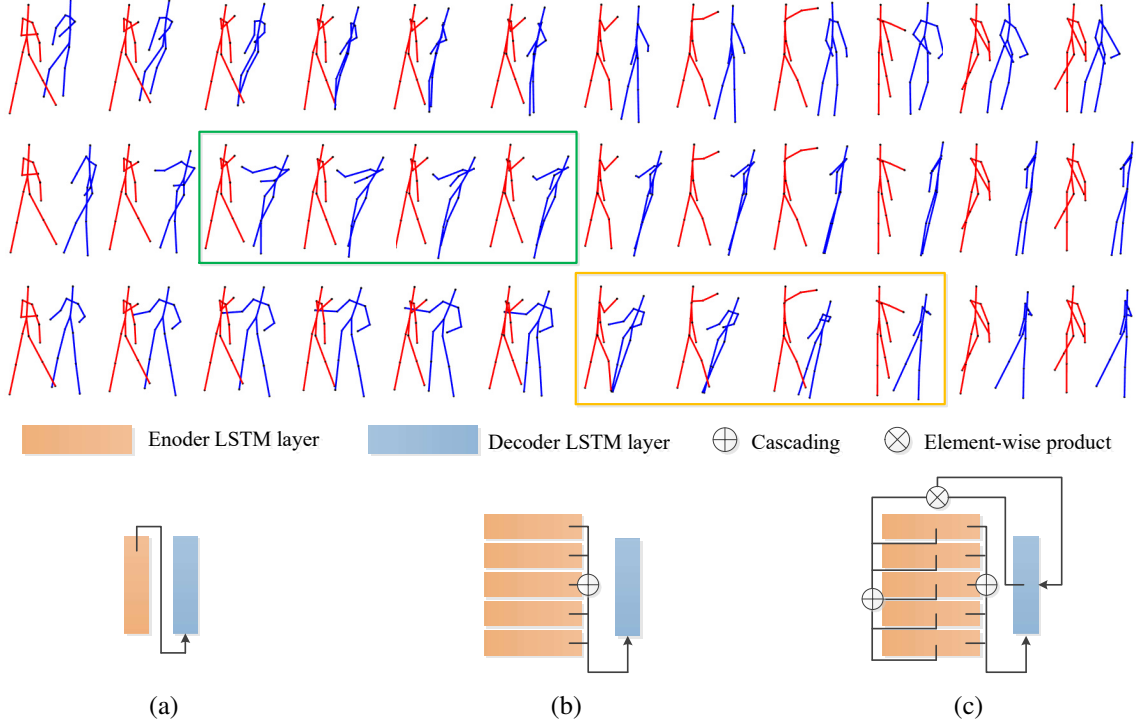 Enoder LSTM layer Decoder LSTM layer Cascading Element-wise product
(a) (b) (c)